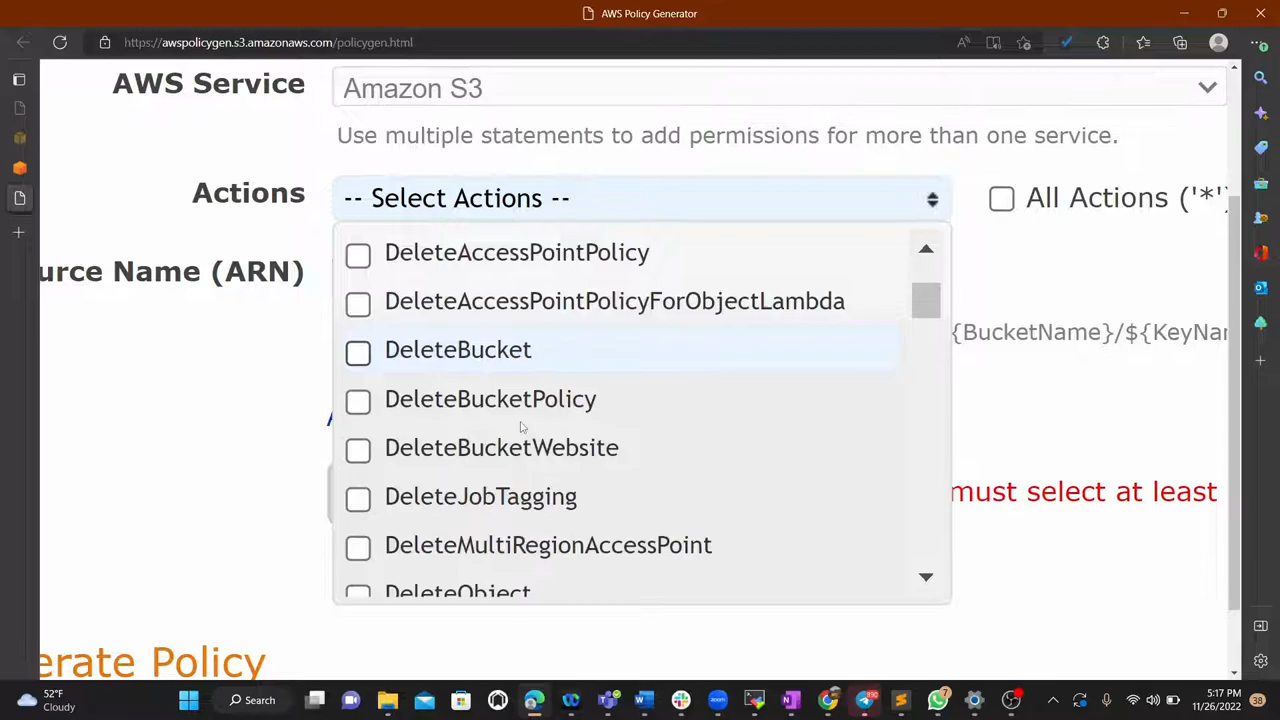 AWS Policy Generator
https://awspolicygen.s3.amazonaws.com/policygen.html
AWS Service
Amazon S3
Use multiple statements to add permissions for more than one service.
Actions
-- Select Actions --
All Actions ('*')
urce Name (ARN)
DeleteAccessPointPolicy
DeleteAccessPointPolicyForObjectLambda
{BucketName}/${KeyNam
DeleteBucket
DeleteBucketPolicy
DeleteBucketWebsite
DeleteJobTagging
must select at least
DeleteMultiRegionAccessPoint
DeleteObject
erate Policy
52°F
Cloudy
Search
5:17 PM
11/26/2022
38